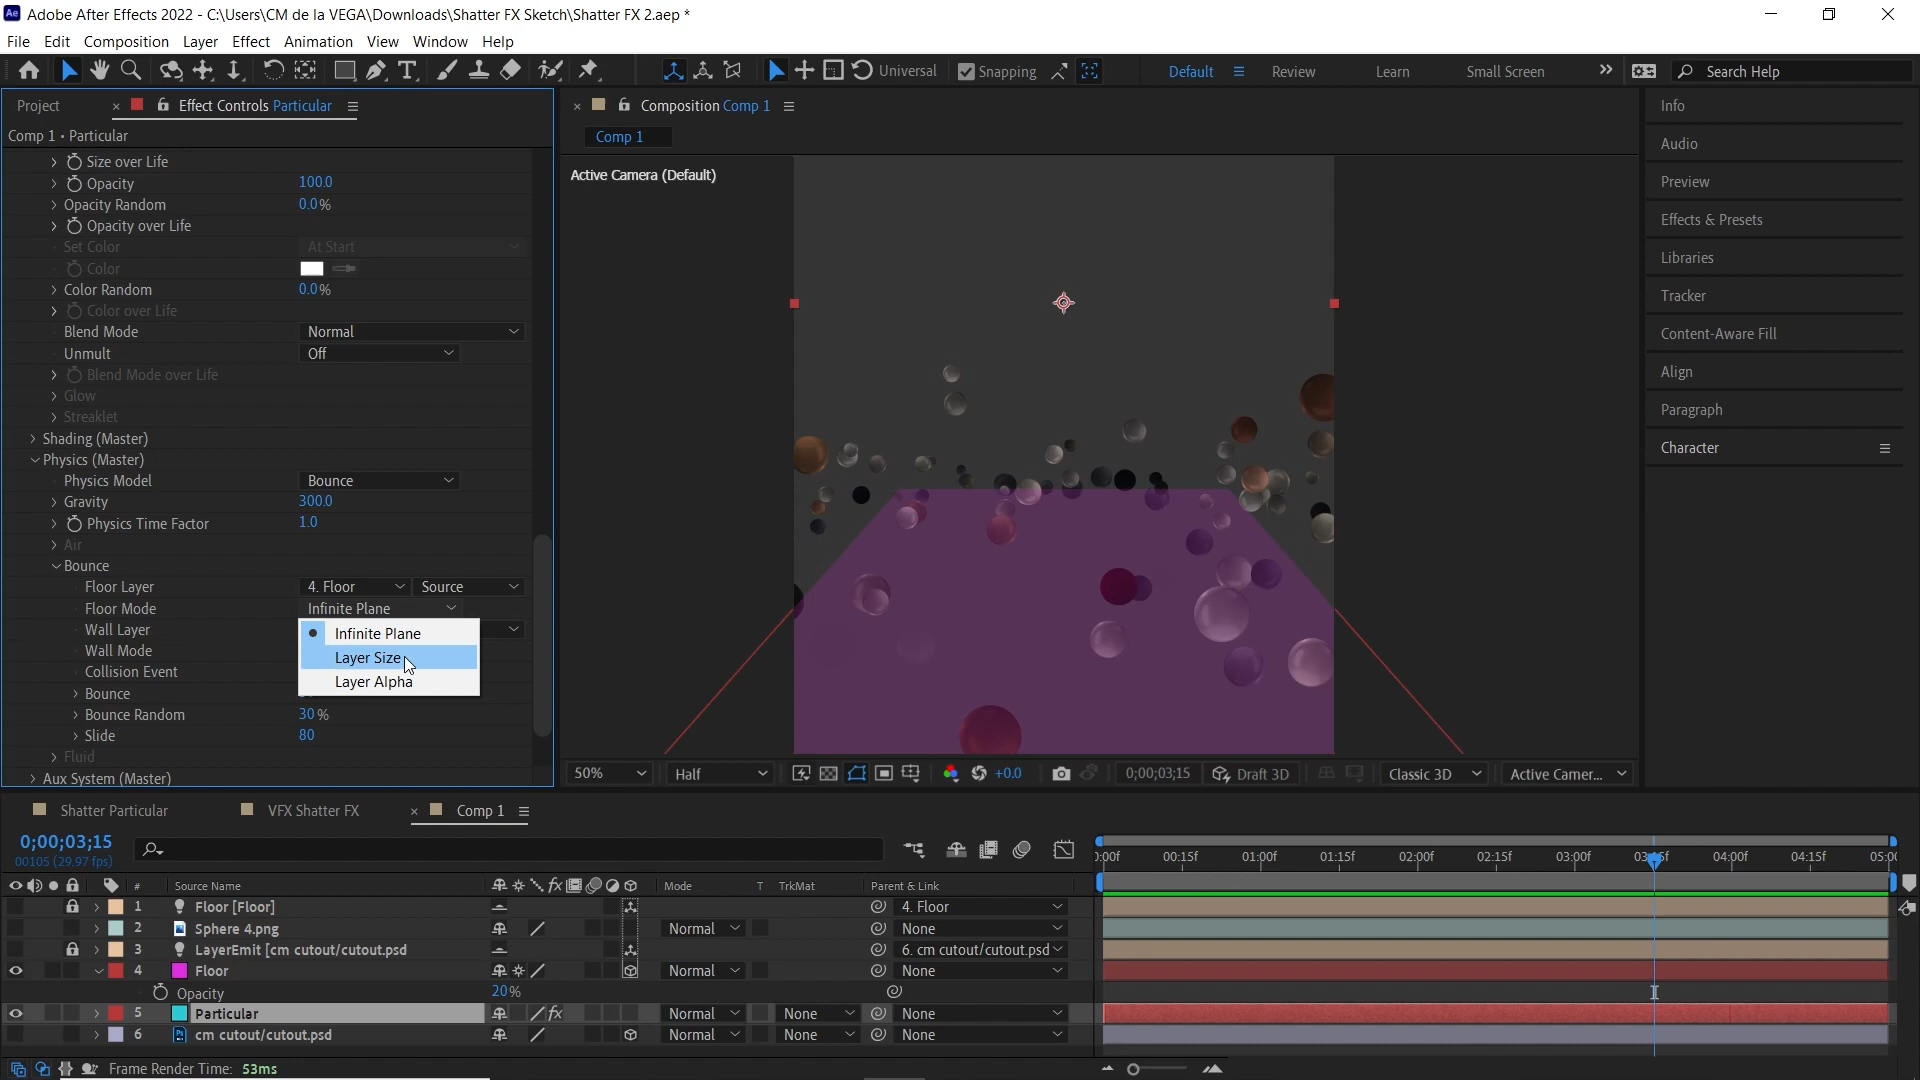 Adobe After Effects 2022 - C:\Users\CM de la VEGA\Downloads\Shatter FX Sketch\Shatter FX 2.aep *
File Edit Composition Layer Effect Animation View Window Help
Universal Snapping Default Review Learn Small Screen Search Help
Project Effect Controls Particular
Comp 1 • Particular
Size over Life
Opacity 100.0
Opacity Random 0.0%
Opacity over Life
Set Color At Start
Color
Color Random 0.0%
Color over Life
Blend Mode Normal
Unmult Off
Blend Mode over Life
Glow
Streaklet
Shading (Master)
Physics (Master)
Physics Model Bounce
Gravity 300.0
Physics Time Factor 1.0
Air
Bounce
Floor Layer 4. Floor Source
Floor Mode Infinite Plane
Wall Layer
Wall Mode
Collision Event
Infinite Plane
Layer Size
Layer Alpha
Bounce
Bounce Random 30%
Slide 80
Fluid
Aux System (Master)
Composition Comp 1
Comp 1
Active Camera (Default)
50% Half +0.0 0;00;03;15 Draft 3D Classic 3D Active Camer...
Info
Audio
Preview
Effects & Presets
Libraries
Tracker
Content-Aware Fill
Align
Paragraph
Character
Shatter Particular VFX Shatter FX Comp 1
0;00;03;15
00105 (29.97 fps)
# Source Name fx Mode T TrkMat Parent & Link
00:15f 01:00f 01:15f 02:00f 02:15f 03:00f 04:00f 04:15f
1 Floor [Floor] 4. Floor
2 Sphere 4.png Normal None
3 LayerEmit [cm cutout/cutout.psd 6. cm cutout/cutout.psd
4 Floor Normal None
Opacity 20%
5 Particular fx Normal None None
6 cm cutout/cutout.psd Normal None None
Frame Render Time: 53ms